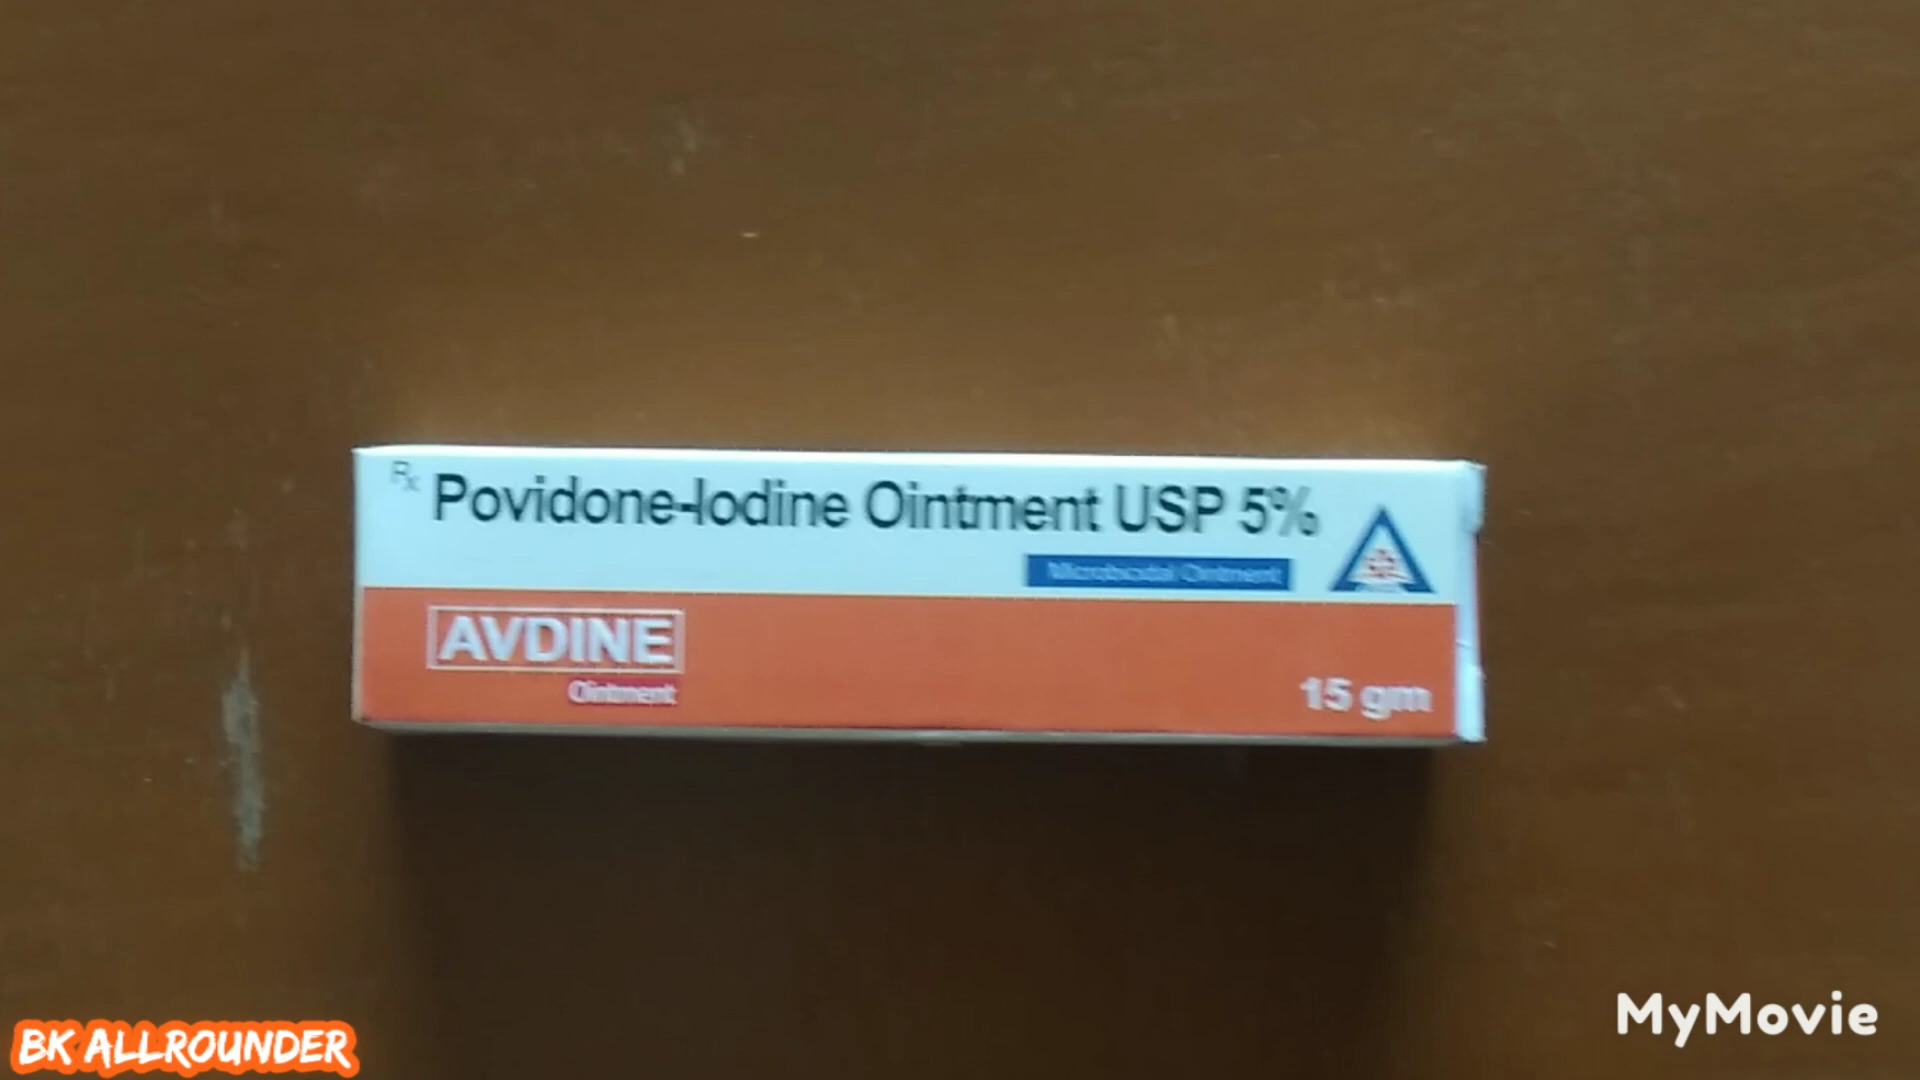 Rx Povidone-Iodine Ointment USP 5%
Microbicidal Ointment
AVDINE
Ointment
15 gm
MyMovie
BK ALLROUNDER